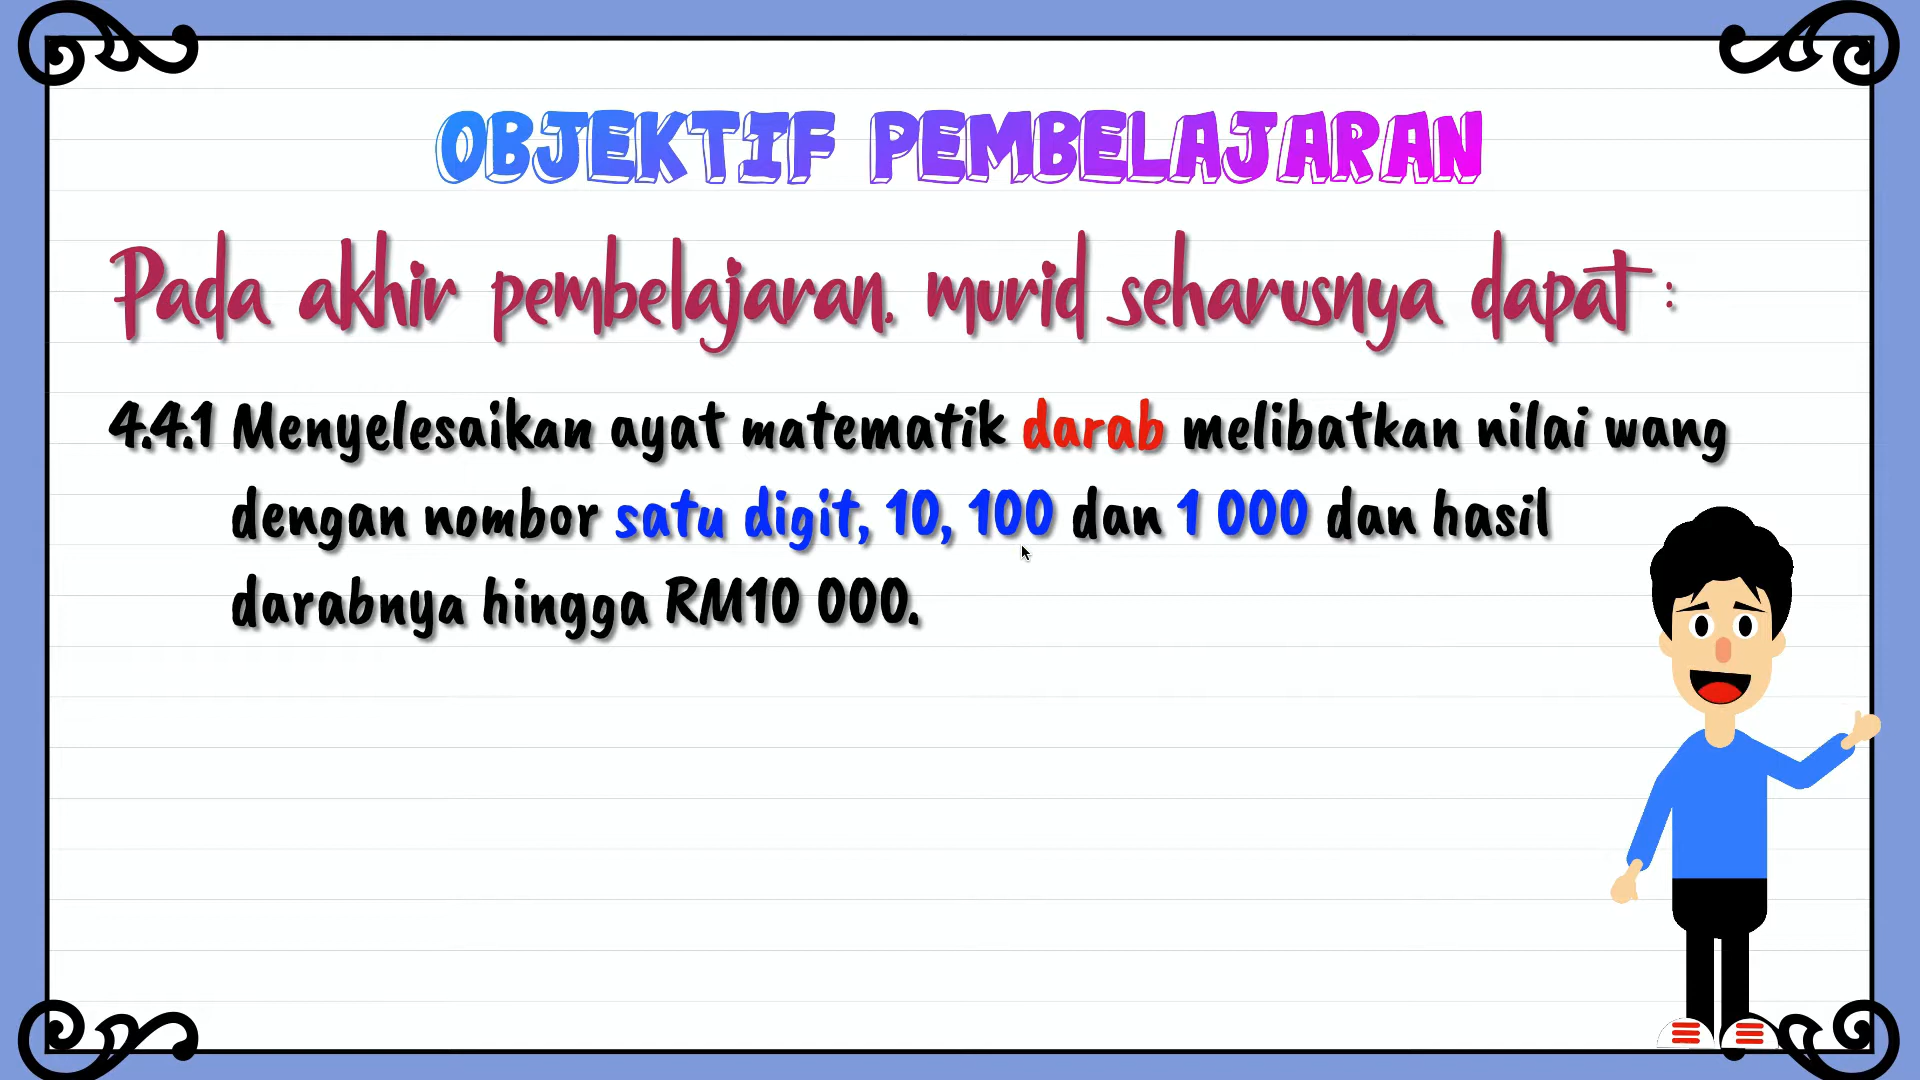 OBJEKTIF PEMBELAJARAN
Pada akhir pembelajaran, murid seharusnya dapat :
4.4.1 Menyelesaikan ayat matematik darab melibatkan nilai wang
dengan nombor satu digit, 10, 100 dan 1 000 dan hasil
darabnya hingga RM10 000.